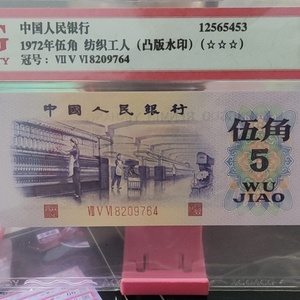 中国人民银行 12565453
1972年伍角 纺织工人（凸版水印）（☆☆☆）
冠号：Ⅶ Ⅴ Ⅵ 8209764
中国人民银行
伍角
5
WU
JIAO
Ⅶ Ⅴ Ⅵ 8209764